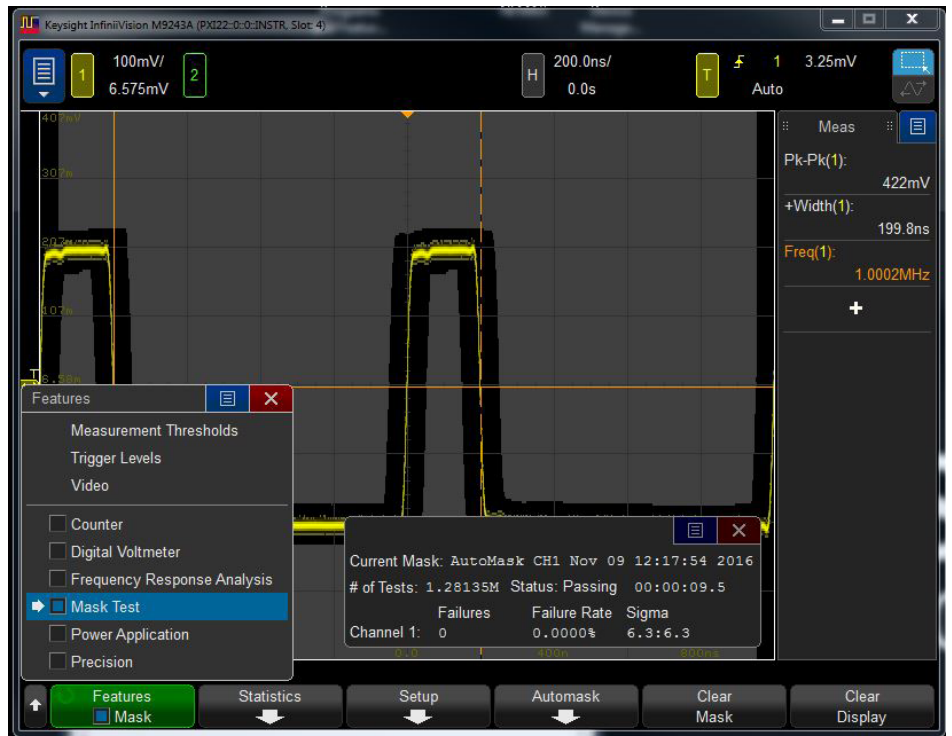 Keysight InfiniiVision M9243A (PXI22::0::0::INSTR, Slot: 4)
1 100mV/ 2 H 200.0ns/ T 1 3.25mV
6.575mV 0.0s Auto
407mV
Meas
Pk-Pk(1):
307m
422mV
+Width(1):
199.8ns
207m
Freq(1):
1.0002MHz
107m
+
T
6.58m
Features
Measurement Thresholds
Trigger Levels
Video
Counter
Digital Voltmeter
Frequency Response Analysis
Mask Test
Power Application
Precision
Current Mask: AutoMask CH1 Nov 09 12:17:54 2016
# of Tests: 1.28135M Status: Passing 00:00:09.5
Failures Failure Rate Sigma
Channel 1: 0 0.0000% 6.3:6.3
0.0 400n 800ns
Features Statistics Setup Automask Clear Clear
Mask Mask Display